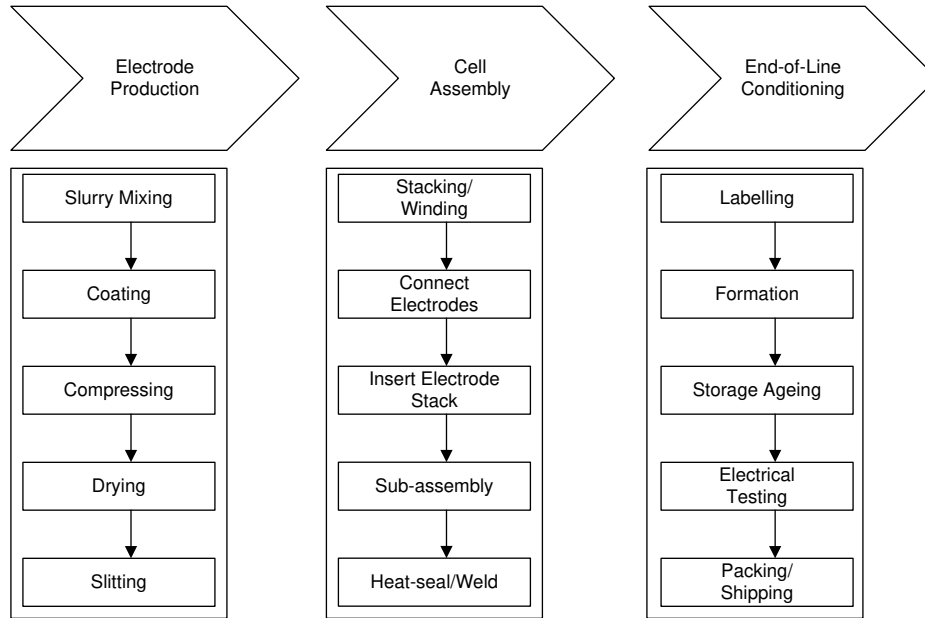 Electrode
Production
Cell
Assembly
End-of-Line
Conditioning
Slurry Mixing
Coating
Compressing
Drying
Slitting
Stacking/
Winding
Connect
Electrodes
Insert Electrode
Stack
Sub-assembly
Heat-seal/Weld
Labelling
Formation
Storage Ageing
Electrical
Testing
Packing/
Shipping